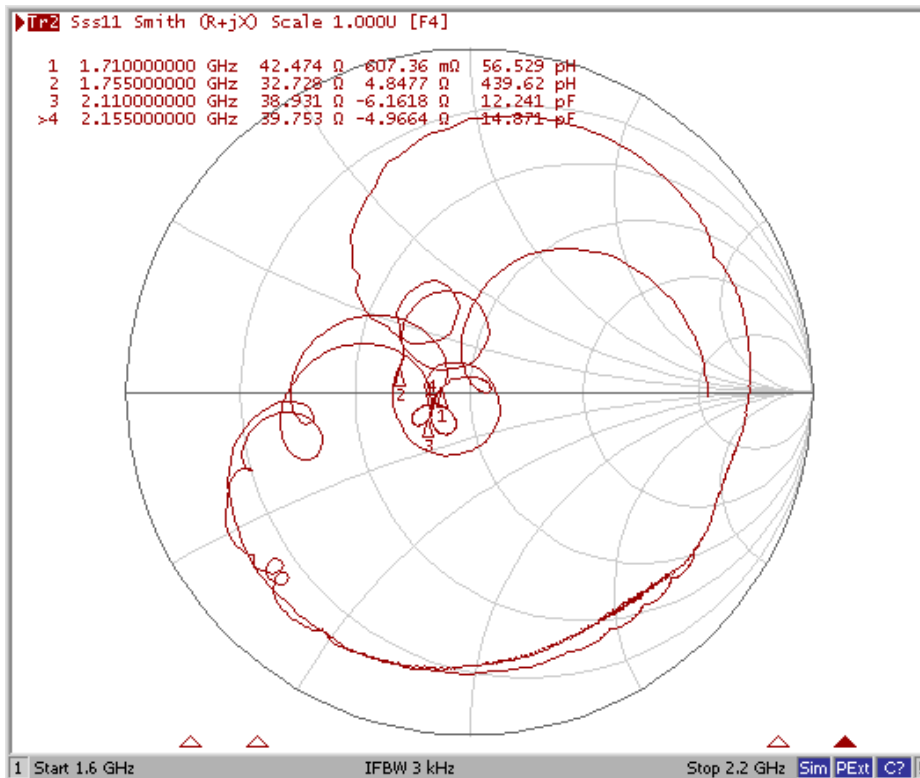 Tr2 Sss11 Smith (R+jX) Scale 1.000U [F4]
1 1.710000000 GHz 42.474 Ω 607.36 mΩ 56.529 pH
2 1.755000000 GHz 32.728 Ω 4.8477 Ω 439.62 pH
3 2.110000000 GHz 38.931 Ω -6.1618 Ω 12.241 pF
>4 2.155000000 GHz 39.753 Ω -4.9664 Ω 14.871 pF
4
2
1
3
1 Start 1.6 GHz IFBW 3 kHz Stop 2.2 GHz Sim PExt C?